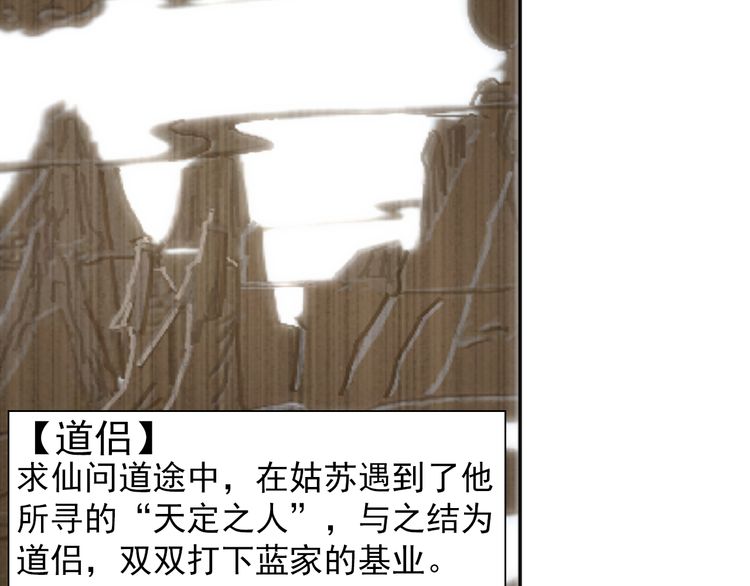 【道侣】
求仙问道途中，在姑苏遇到了他
所寻的“天定之人”，与之结为
道侣，双双打下蓝家的基业。